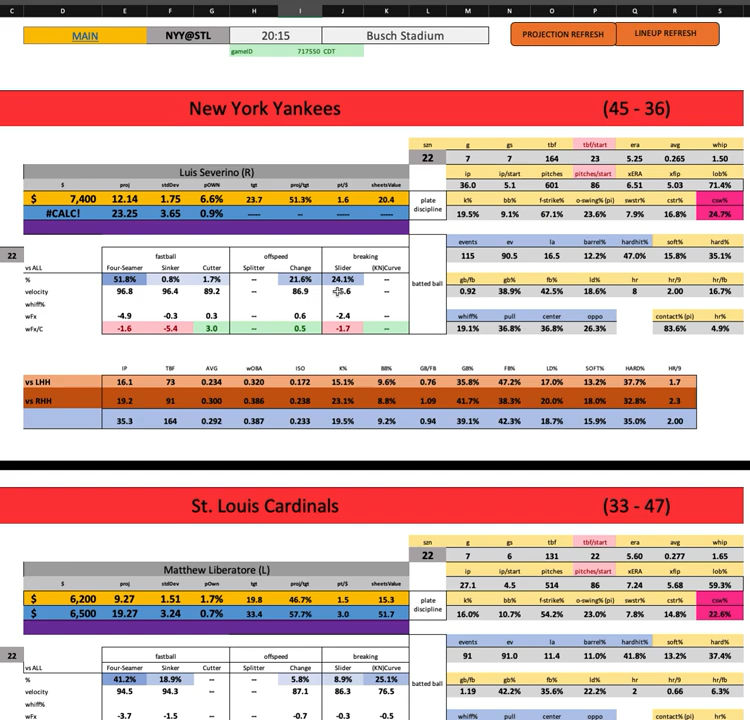 C D E F G H I J K L M N O P Q R S
MAIN NYY@STL 20:15 Busch Stadium PROJECTION REFRESH LINEUP REFRESH
gameID 717550 CDT
New York Yankees (45 - 36)
szn g gs tbf tbf/start era avg whip
22 7 7 164 23 5.25 0.265 1.50
Luis Severino (R) ip ip/start pitches pitches/start xERA xfip lob%
$ proj stdDev pOWN tgt proj/tgt pt/$ sheetsValue 36.0 5.1 601 86 6.51 5.03 71.4%
$ 7,400 12.14 1.75 6.6% 23.7 51.3% 1.6 20.4 plate discipline k% bb% f-strike% o-swing% (pi) swstr% cstr% csw%
#CALC! 23.25 3.65 0.9% ---- --- ---- 19.5% 9.1% 67.1% 23.6% 7.9% 16.8% 24.7%
22 events ev la barrel% hardhit% soft% hard%
fastball offspeed breaking 115 90.5 16.5 12.2% 47.0% 15.8% 35.1%
vs ALL Four-Seamer Sinker Cutter Splitter Change Slider (KN)Curve batted ball gb/fb gb% fb% ld% hr hr/9 hr/fb
% 51.8% 0.8% 1.7% -- 21.6% 24.1% -- 0.92 38.9% 42.5% 18.6% 8 2.00 16.7%
velocity 96.8 96.4 89.2 -- 86.9 -- 
whiff% whiff% pull center oppo contact% (pi) hr%
wFx -4.9 -0.3 0.3 0.6 -2.4
wFx/C -1.6 -5.4 3.0 -- 0.5 -1.7 -- 19.1% 36.8% 36.8% 26.3% 83.6% 4.9%
IP TBF AVG wOBA ISO K% BB% GB/FB GB% FB% LD% SOFT% HARD% HR/9
vs LHH 16.1 73 0.234 0.320 0.172 15.1% 9.6% 0.76 35.8% 47.2% 17.0% 13.2% 37.7% 1.7
vs RHH 19.2 91 0.300 0.386 0.238 23.1% 8.8% 1.09 41.7% 38.3% 20.0% 18.0% 32.8% 2.3
35.3 164 0.292 0.387 0.233 19.5% 9.2% 0.94 39.1% 42.3% 18.7% 15.9% 35.0% 2.00
St. Louis Cardinals (33 - 47)
szn g gs tbf tbf/start era avg whip
22 7 6 131 22 5.60 0.277 1.65
Matthew Liberatore (L) ip ip/start pitches pitches/start xERA xfip lob%
$ proj stdDev pOwn tgt proj/tgt pt/$ sheetsValue 27.1 4.5 514 86 7.24 5.68 59.3%
$ 6,200 9.27 1.51 1.7% 19.8 46.7% 1.5 15.3 plate discipline k% bb% f-strike% o-swing% (pi) swstr% cstr% csw%
$ 6,500 19.27 3.24 0.7% 33.4 57.7% 3.0 51.7 16.0% 10.7% 54.2% 23.0% 7.8% 14.8% 22.6%
22 events ev la barrel% hardhit% soft% hard%
fastball offspeed breaking 91 91.0 11.4 11.0% 41.8% 13.2% 37.4%
vs ALL Four-Seamer Sinker Cutter Splitter Change Slider (KN)Curve batted ball gb/fb gb% fb% ld% hr hr/9 hr/fb
% 41.2% 18.9% -- -- 5.8% 8.9% 25.1% 1.19 42.2% 35.6% 22.2% 2 0.66 6.3%
velocity 94.5 94.3 -- -- 87.1 86.3 76.5
whiff% whiff% pull center oppo contact% (pi) hr%
wFx -3.7 -1.5 -0.7 -0.3 -0.5